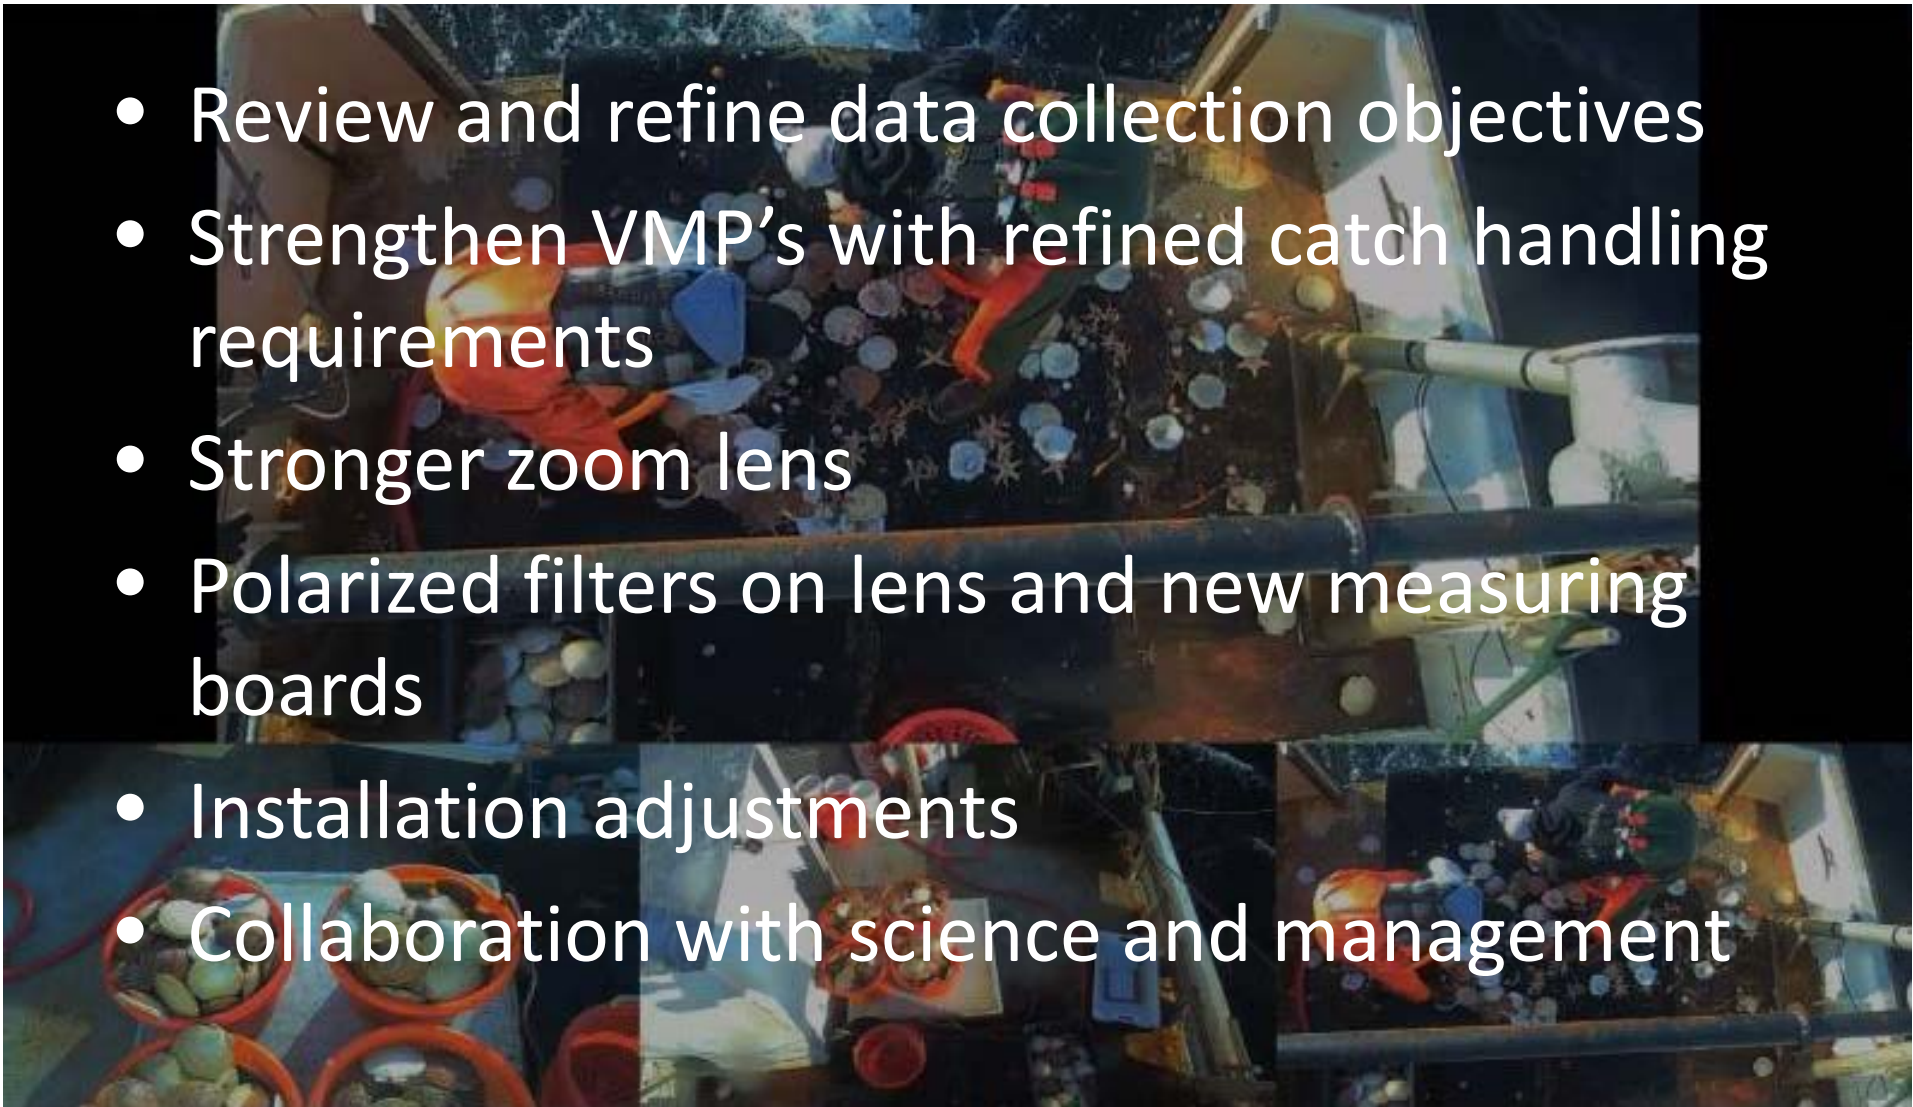 • Review and refine data collection objectives
• Strengthen VMP’s with refined catch handling
requirements
• Stronger zoom lens
• Polarized filters on lens and new measuring
boards
• Installation adjustments
• Collaboration with science and management